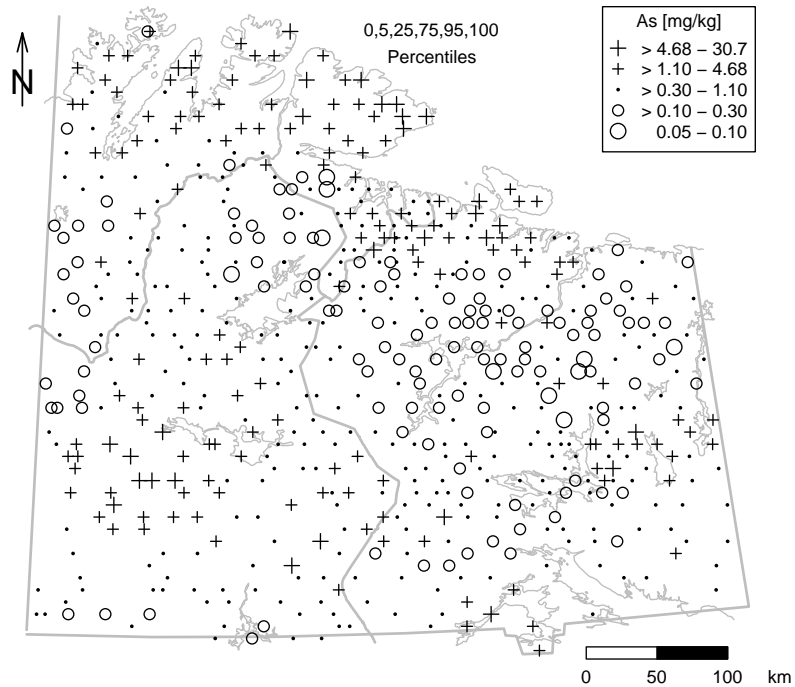 0,5,25,75,95,100
Percentiles
N
As [mg/kg]
> 4.68 − 30.7
> 1.10 − 4.68
> 0.30 − 1.10
> 0.10 − 0.30
0.05 − 0.10
0 50 100 km